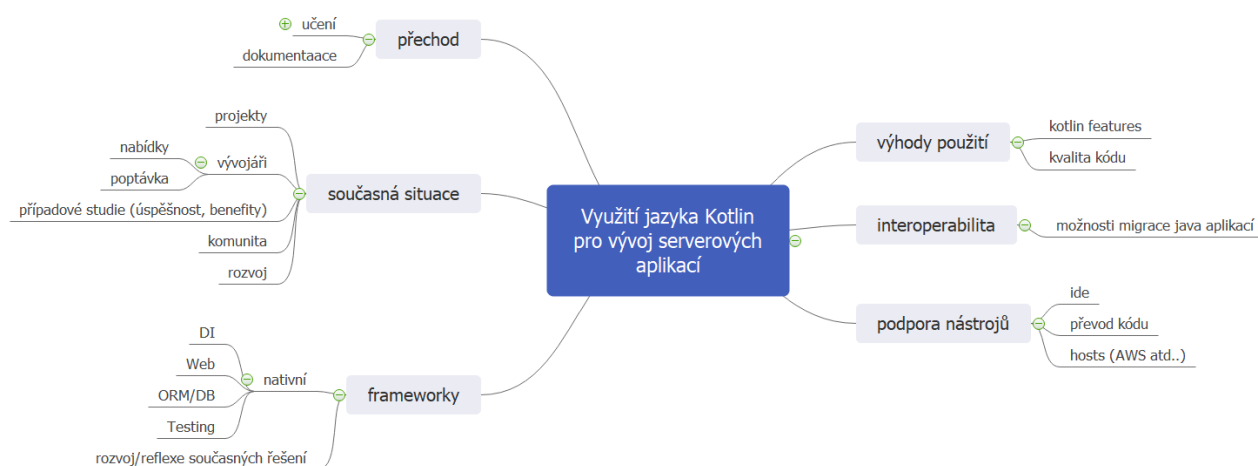 Využití jazyka Kotlin
pro vývoj serverových
aplikací
přechod
učení
dokumentaace
současná situace
projekty
vývojáři
nabídky
poptávka
případové studie (úspěšnost, benefity)
komunita
rozvoj
frameworky
nativní
DI
Web
ORM/DB
Testing
rozvoj/reflexe současných řešení
výhody použití
kotlin features
kvalita kódu
interoperabilita
možnosti migrace java aplikací
podpora nástrojů
ide
převod kódu
hosts (AWS atd..)